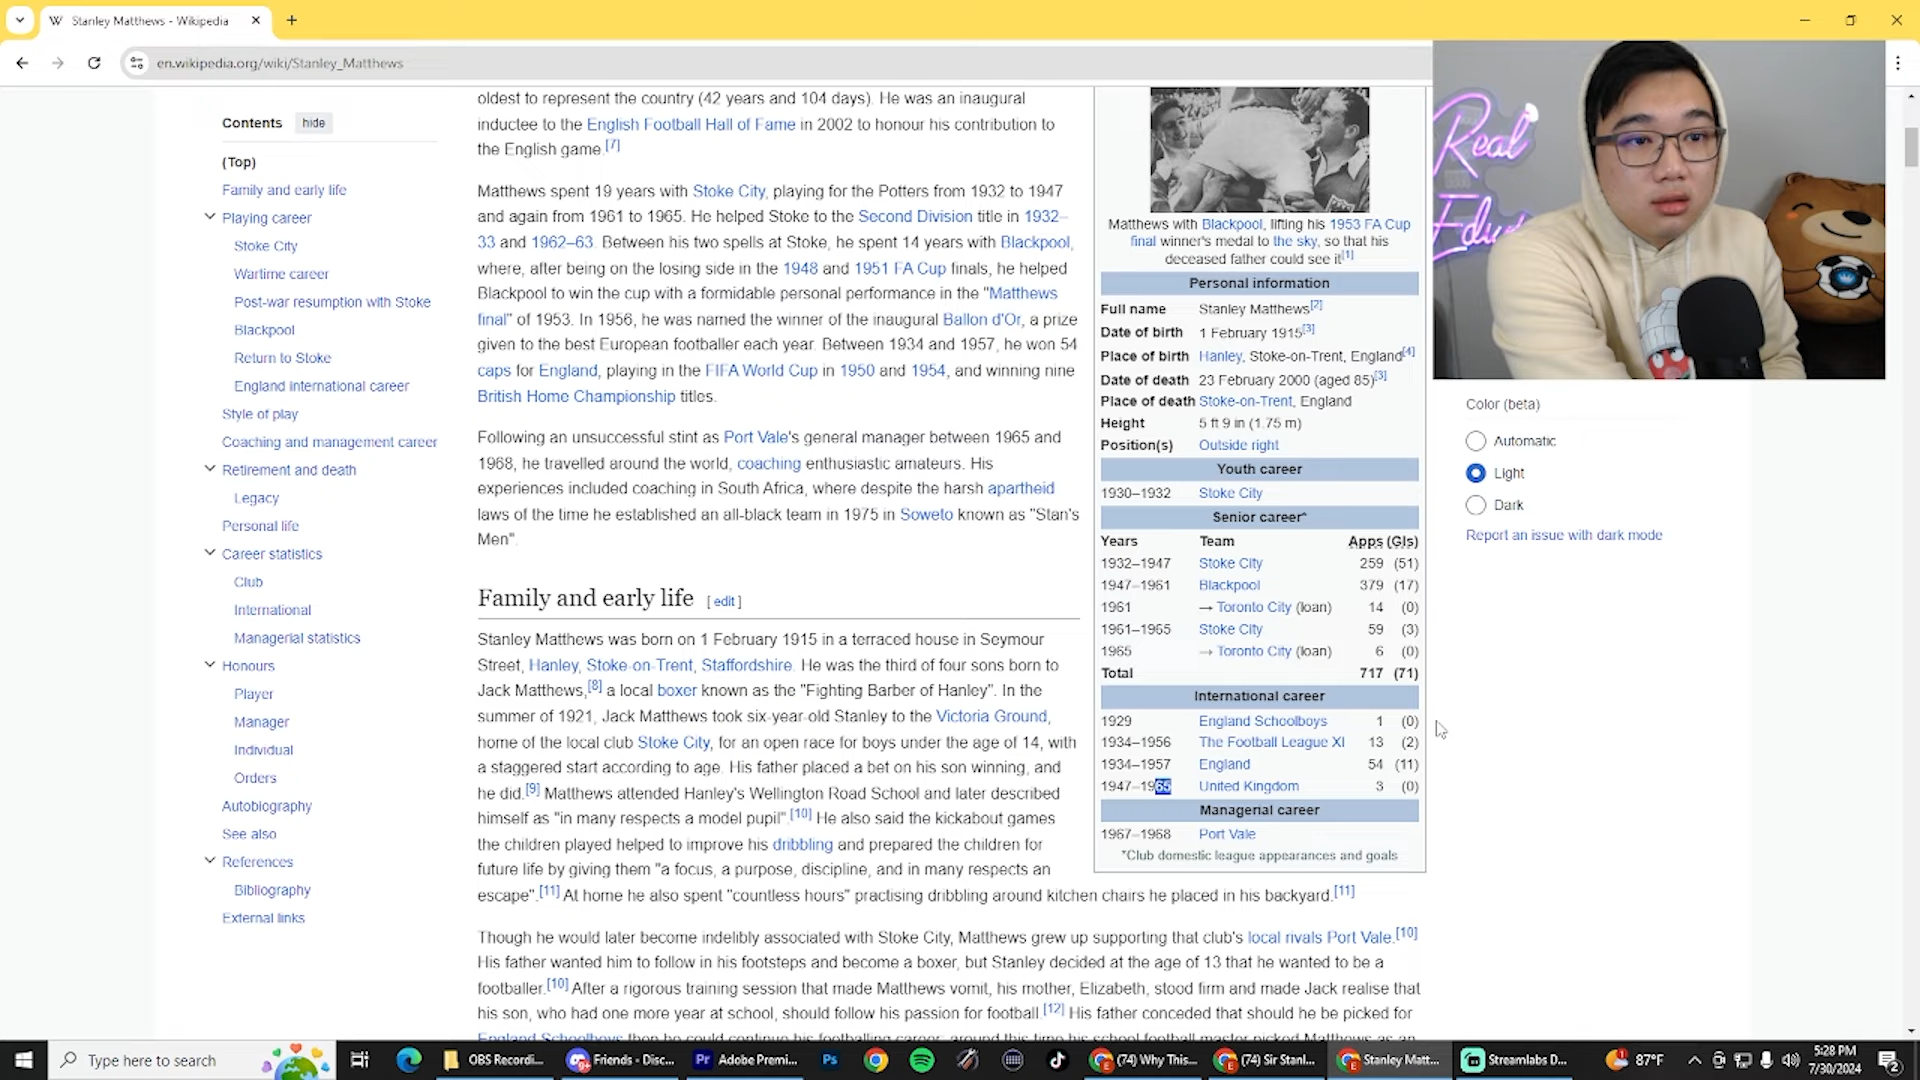 Stanley Matthews - Wikipedia
en.wikipedia.org/wiki/Stanley_Matthews
Contents hide
(Top)
Family and early life
Playing career
Stoke City
Wartime career
Post-war resumption with Stoke
Blackpool
Return to Stoke
England international career
Style of play
Coaching and management career
Retirement and death
Legacy
Personal life
Career statistics
Club
International
Managerial statistics
Honours
Player
Manager
Individual
Orders
Autobiography
See also
References
Bibliography
External links
oldest to represent the country (42 years and 104 days). He was an inaugural
inductee to the English Football Hall of Fame in 2002 to honour his contribution to
the English game.[7]
Matthews spent 19 years with Stoke City, playing for the Potters from 1932 to 1947
and again from 1961 to 1965. He helped Stoke to the Second Division title in 1932–
33 and 1962–63. Between his two spells at Stoke, he spent 14 years with Blackpool,
where, after being on the losing side in the 1948 and 1951 FA Cup finals, he helped
Blackpool to win the cup with a formidable personal performance in the "Matthews
final" of 1953. In 1956, he was named the winner of the inaugural Ballon d'Or, a prize
given to the best European footballer each year. Between 1934 and 1957, he won 54
caps for England, playing in the FIFA World Cup in 1950 and 1954, and winning nine
British Home Championship titles.
Following an unsuccessful stint as Port Vale's general manager between 1965 and
1968, he travelled around the world, coaching enthusiastic amateurs. His
experiences included coaching in South Africa, where despite the harsh apartheid
laws of the time he established an all-black team in 1975 in Soweto known as "Stan's
Men".
Family and early life [ edit ]
Stanley Matthews was born on 1 February 1915 in a terraced house in Seymour
Street, Hanley, Stoke-on-Trent, Staffordshire. He was the third of four sons born to
Jack Matthews,[8] a local boxer known as the "Fighting Barber of Hanley". In the
summer of 1921, Jack Matthews took six-year-old Stanley to the Victoria Ground,
home of the local club Stoke City, for an open race for boys under the age of 14, with
a staggered start according to age. His father placed a bet on his son winning, and
he did.[9] Matthews attended Hanley's Wellington Road School and later described
himself as "in many respects a model pupil".[10] He also said the kickabout games
the children played helped to improve his dribbling and prepared the children for
future life by giving them "a focus, a purpose, discipline, and in many respects an
escape".[11] At home he also spent "countless hours" practising dribbling around kitchen chairs he placed in his backyard.[11]
Though he would later become indelibly associated with Stoke City, Matthews grew up supporting that club's local rivals Port Vale.[10]
His father wanted him to follow in his footsteps and become a boxer, but Stanley decided at the age of 13 that he wanted to be a
footballer.[10] After a rigorous training session that made Matthews vomit, his mother, Elizabeth, stood firm and made Jack realise that
his son, who had one more year at school, should follow his passion for football.[12] His father conceded that should he be picked for
England Schoolboys then he could continue his footballing career; around this time his school football master picked Matthews as an
Matthews with Blackpool, lifting his 1953 FA Cup
final winner's medal to the sky, so that his
deceased father could see it[1]
Personal information
Full name Stanley Matthews[2]
Date of birth 1 February 1915[3]
Place of birth Hanley, Stoke-on-Trent, England[4]
Date of death 23 February 2000 (aged 85)[3]
Place of death Stoke-on-Trent, England
Height 5 ft 9 in (1.75 m)
Position(s) Outside right
Youth career
1930–1932 Stoke City
Senior career*
Years Team Apps (Gls)
1932–1947 Stoke City 259 (51)
1947–1961 Blackpool 379 (17)
1961 → Toronto City (loan) 14 (0)
1961–1965 Stoke City 59 (3)
1965 → Toronto City (loan) 6 (0)
Total 717 (71)
International career
1929 England Schoolboys 1 (0)
1934–1956 The Football League XI 13 (2)
1934–1957 England 54 (11)
1947–1965 United Kingdom 3 (0)
Managerial career
1967–1968 Port Vale
*Club domestic league appearances and goals
Real
Color (beta)
Automatic
Light
Dark
Report an issue with dark mode
Type here to search
OBS Recordi...
Friends - Disc...
Adobe Premi...
(74) Why This...
(74) Sir Stanl...
Stanley Matt...
Streamlabs D...
87°F
5:28 PM
7/30/2024
2